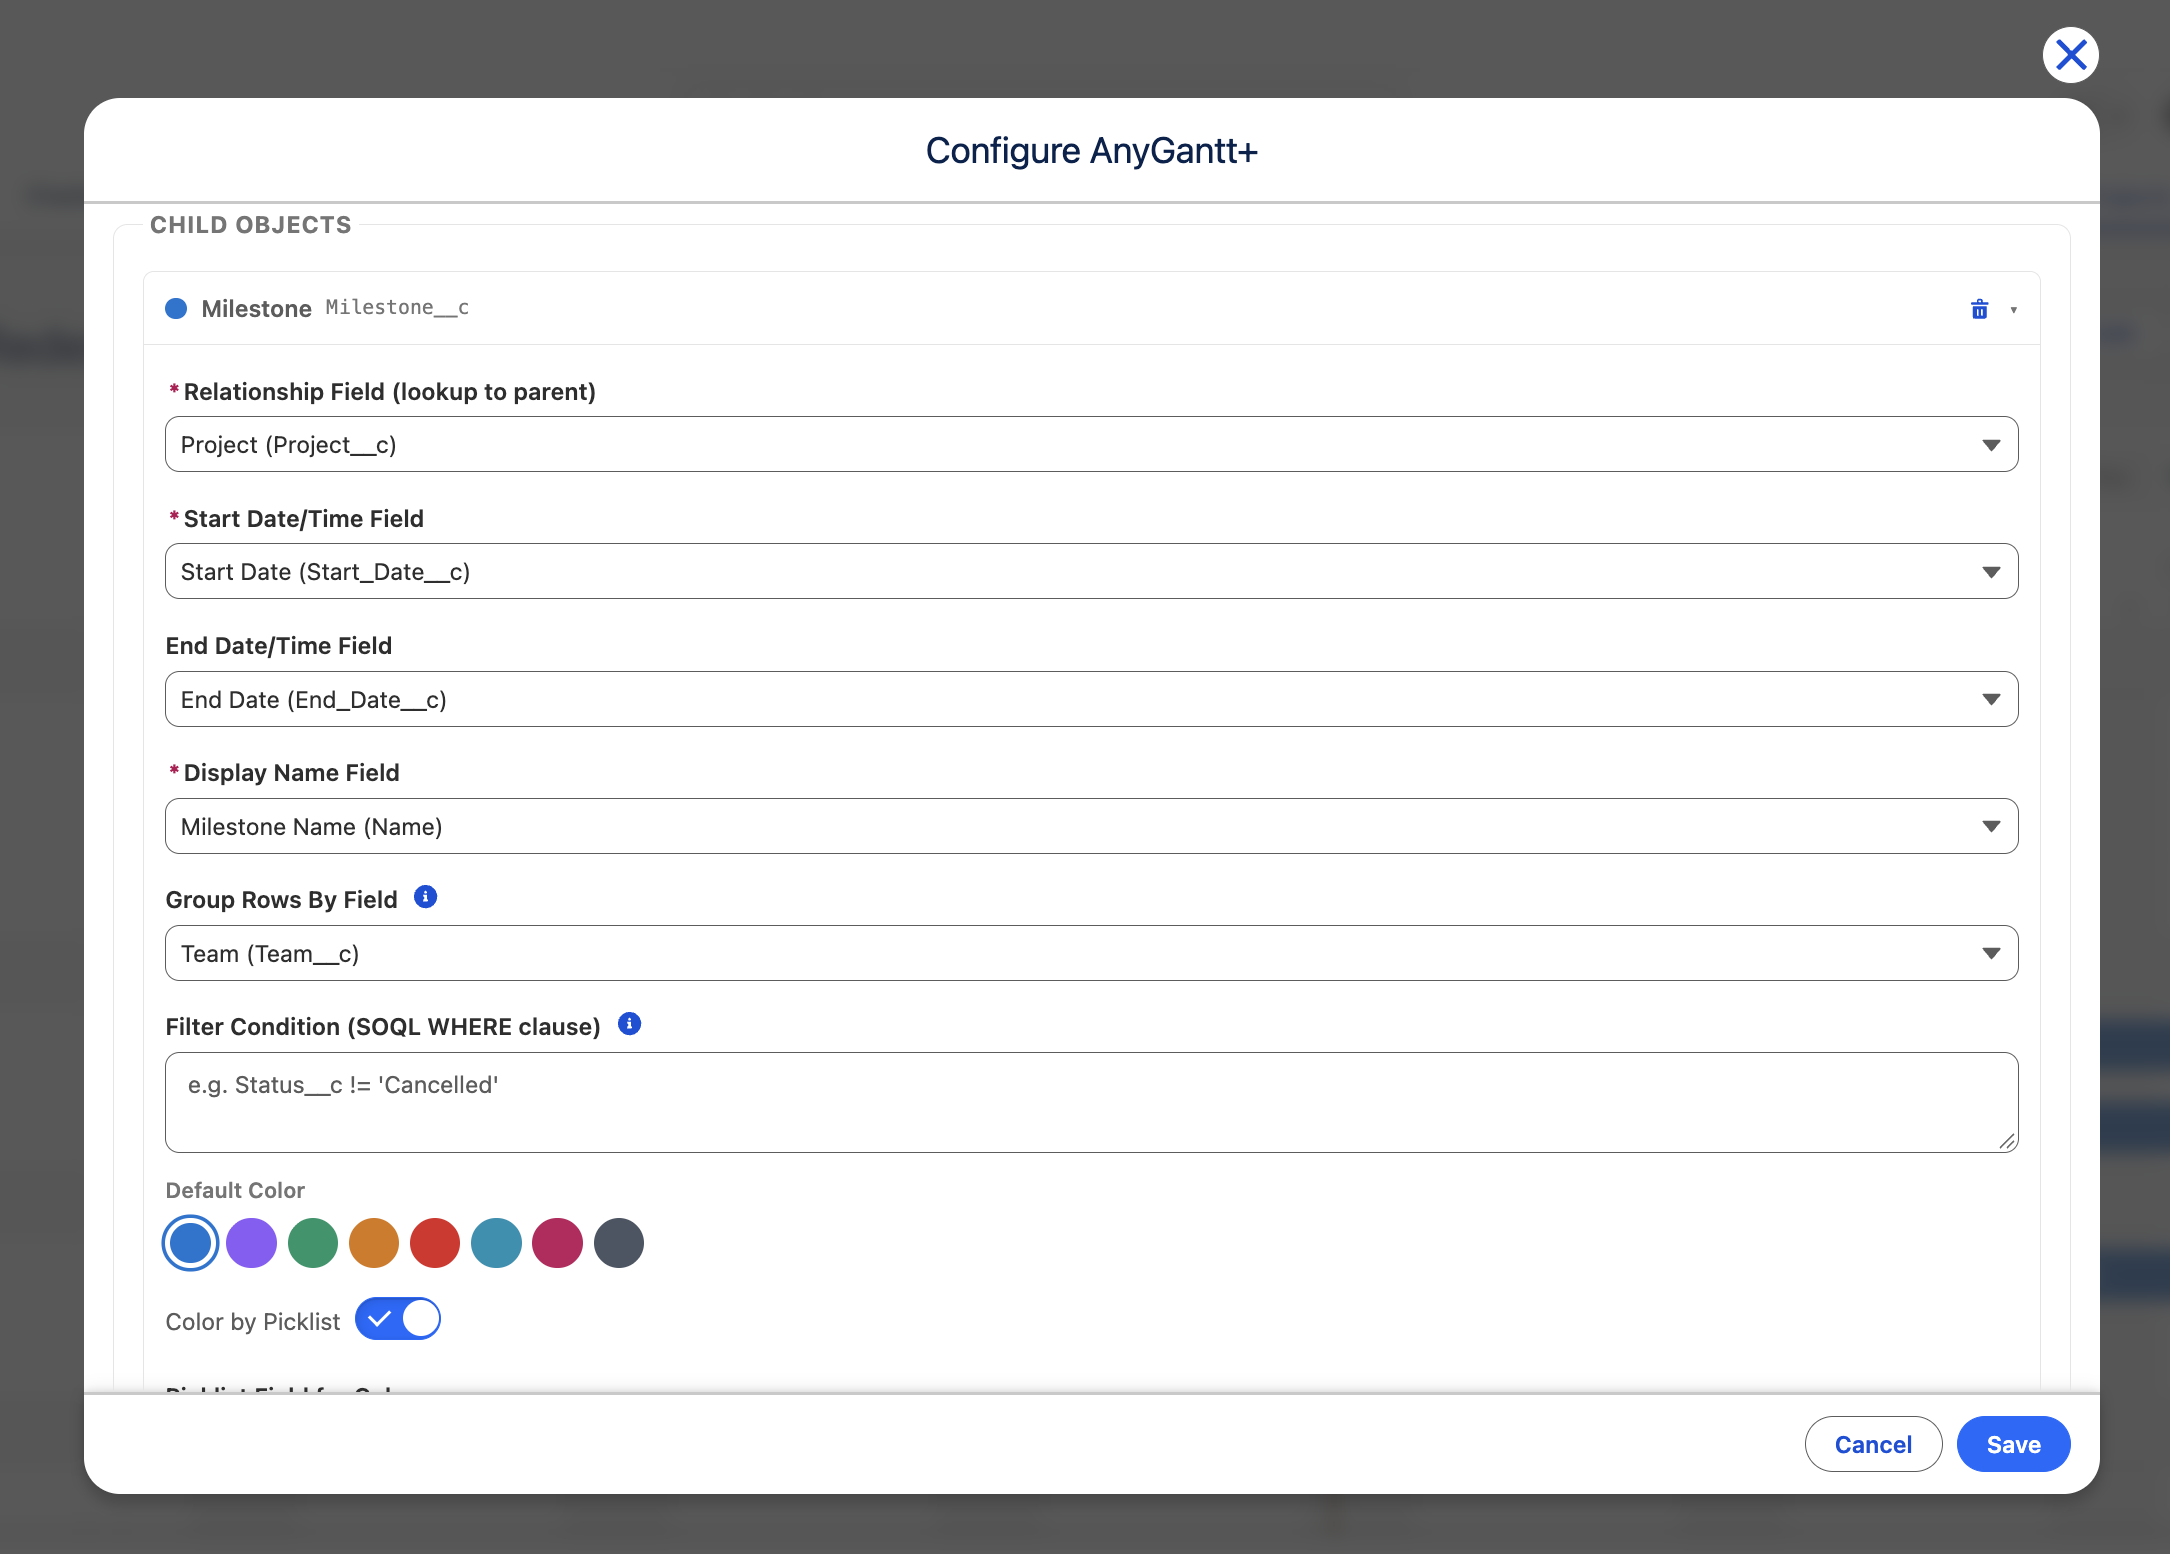 Configure AnyGantt+
CHILD OBJECTS
Milestone Milestone__c
*Relationship Field (lookup to parent)
Project (Project__c)
*Start Date/Time Field
Start Date (Start_Date__c)
End Date/Time Field
End Date (End_Date__c)
*Display Name Field
Milestone Name (Name)
Group Rows By Field
Team (Team__c)
Filter Condition (SOQL WHERE clause)
e.g. Status__c != 'Cancelled'
Default Color
Color by Picklist
Cancel
Save